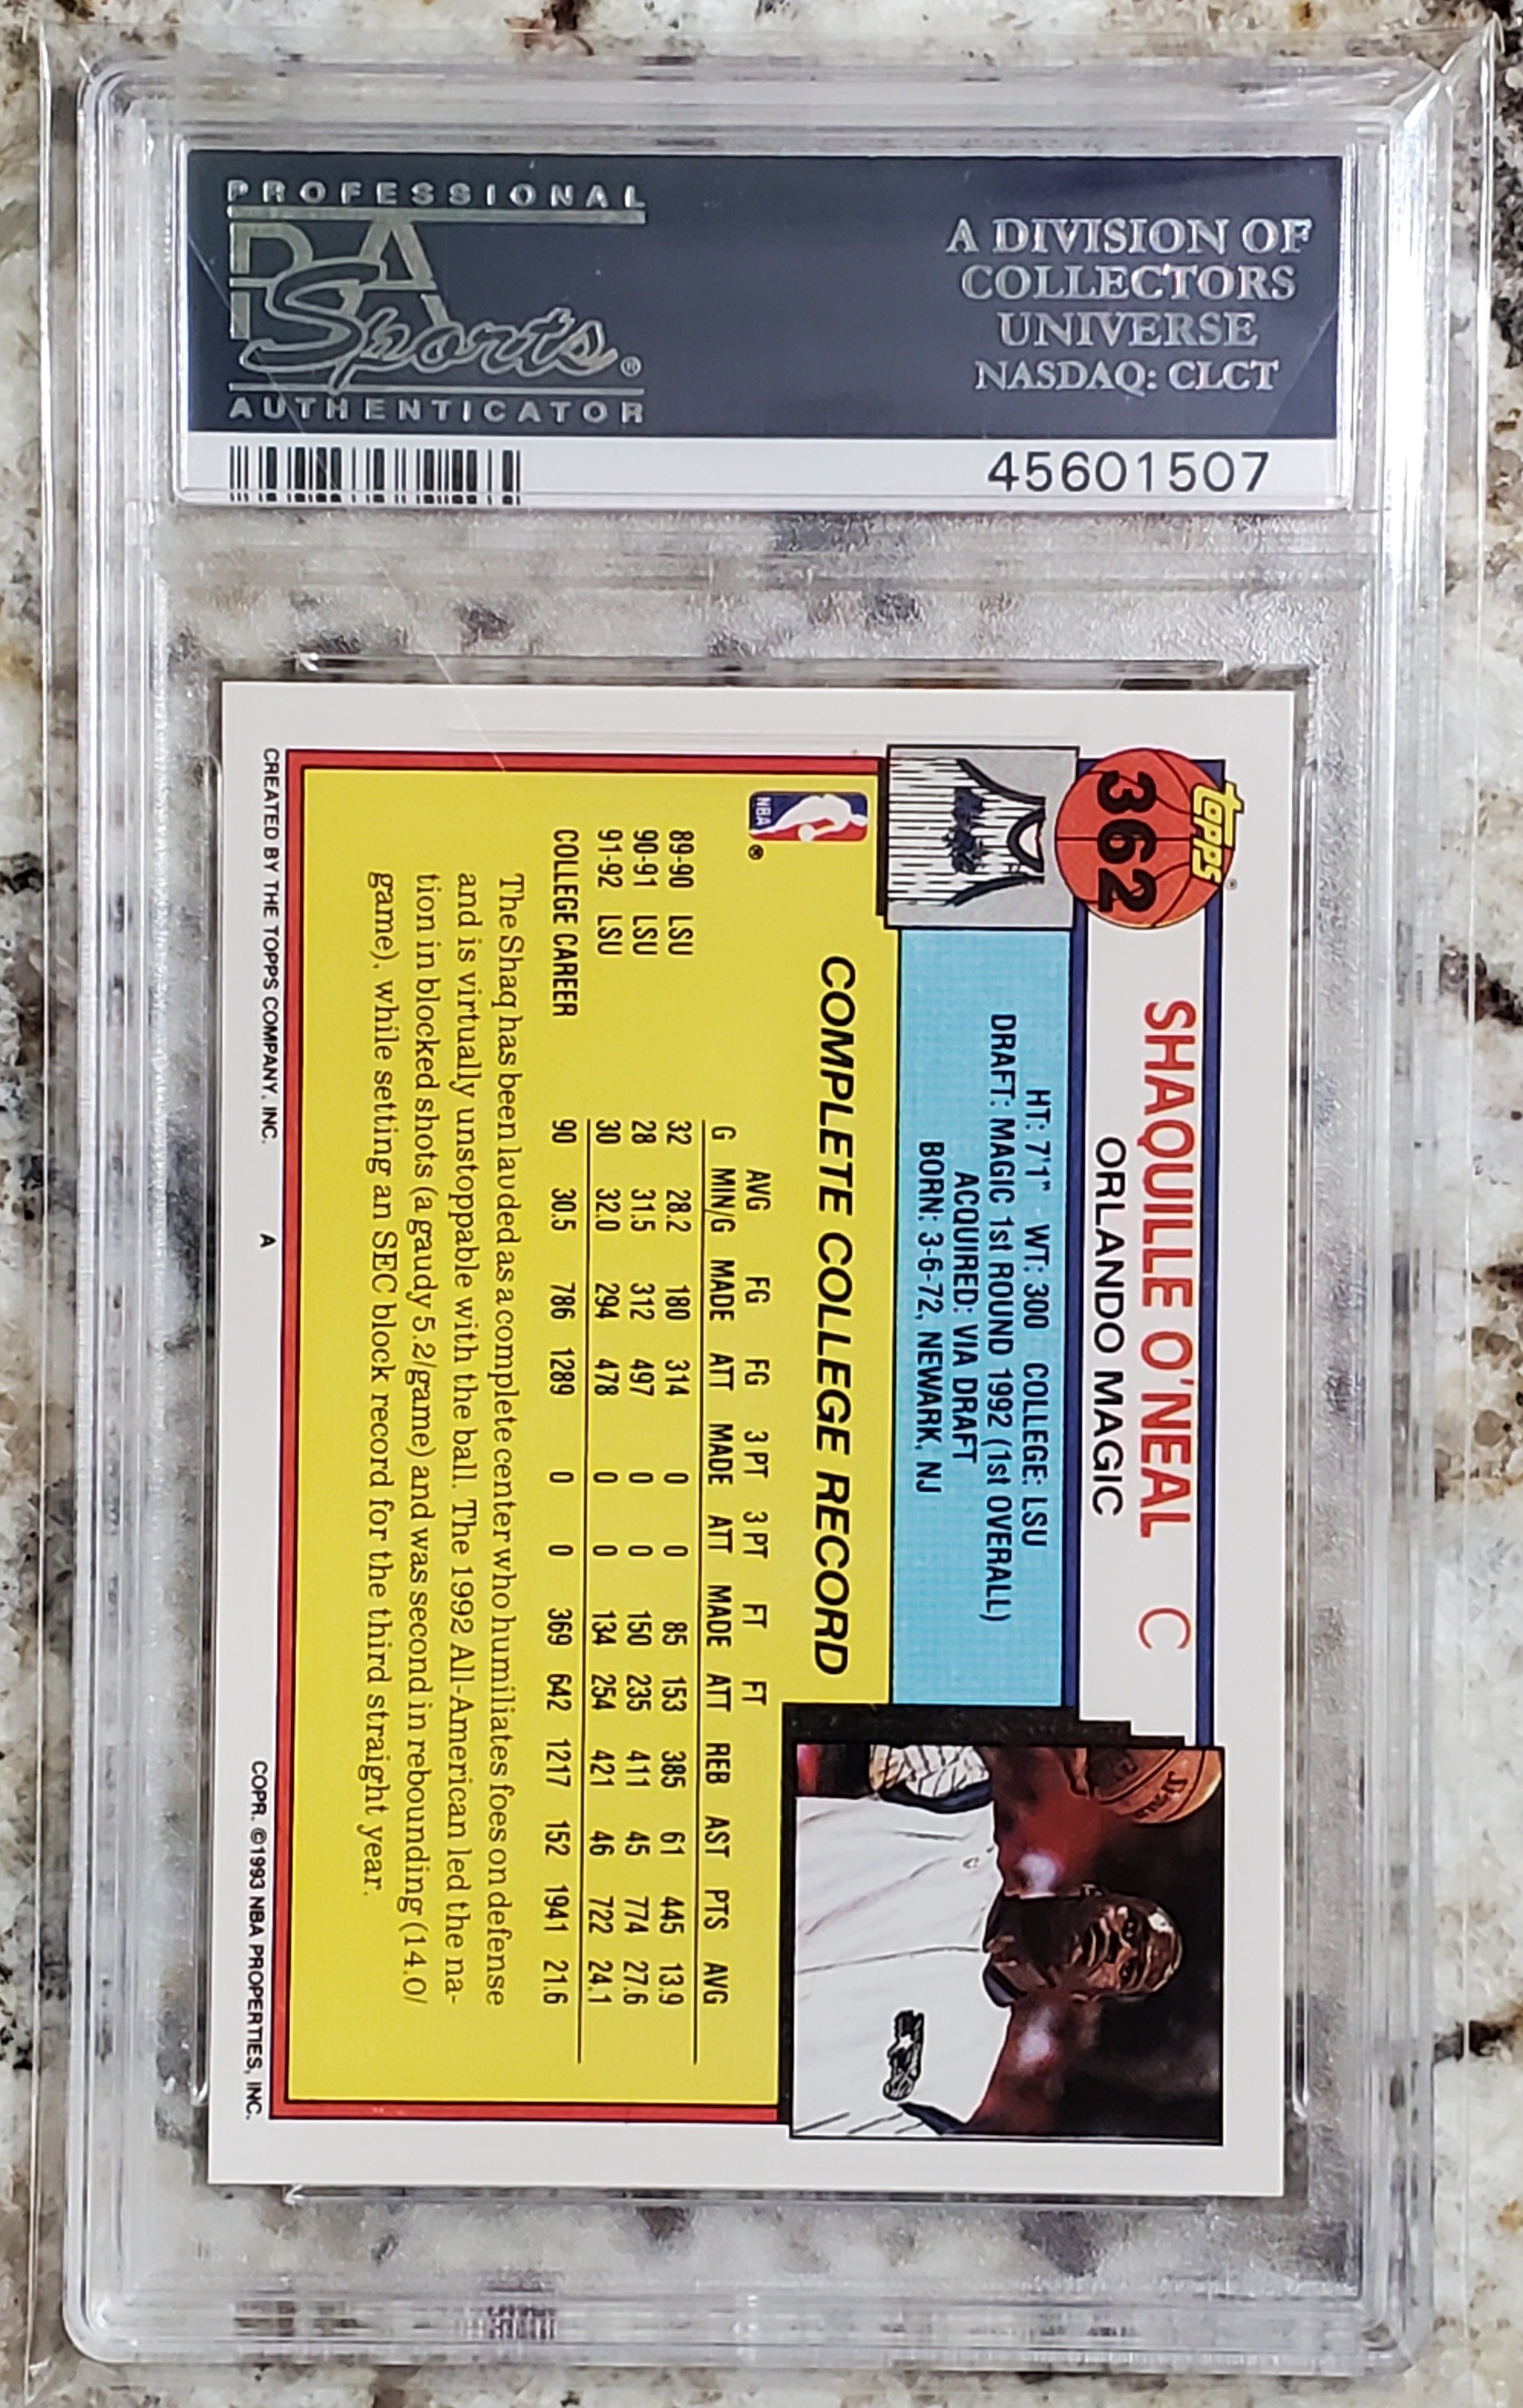 PROFESSIONAL
PSA
Sports®
AUTHENTICATOR
A DIVISION OF
COLLECTORS
UNIVERSE
NASDAQ: CLCT
45601507
topps®
362
SHAQUILLE O'NEAL C
ORLANDO MAGIC
HT: 7'1" WT: 300 COLLEGE: LSU
DRAFT: MAGIC 1st ROUND 1992 (1st OVERALL)
ACQUIRED: VIA DRAFT
BORN: 3-6-72, NEWARK, NJ
COMPLETE COLLEGE RECORD
NBA ®
AVG FG FG 3 PT 3 PT FT FT
G MIN/G MADE ATT MADE ATT MADE ATT REB AST PTS AVG
89-90 LSU 32 28.2 180 314 0 0 85 153 385 61 445 13.9
90-91 LSU 28 31.5 312 497 0 0 150 235 411 45 774 27.6
91-92 LSU 30 32.0 294 478 0 0 134 254 421 46 722 24.1
COLLEGE CAREER 90 30.5 786 1289 0 0 369 642 1217 152 1941 21.6
The Shaq has been lauded as a complete center who humiliates foes on defense
and is virtually unstoppable with the ball. The 1992 All-American led the na-
tion in blocked shots (a gaudy 5.2/game) and was second in rebounding (14.0/
game), while setting an SEC block record for the third straight year.
CREATED BY THE TOPPS COMPANY, INC. A COPR. ©1993 NBA PROPERTIES, INC.